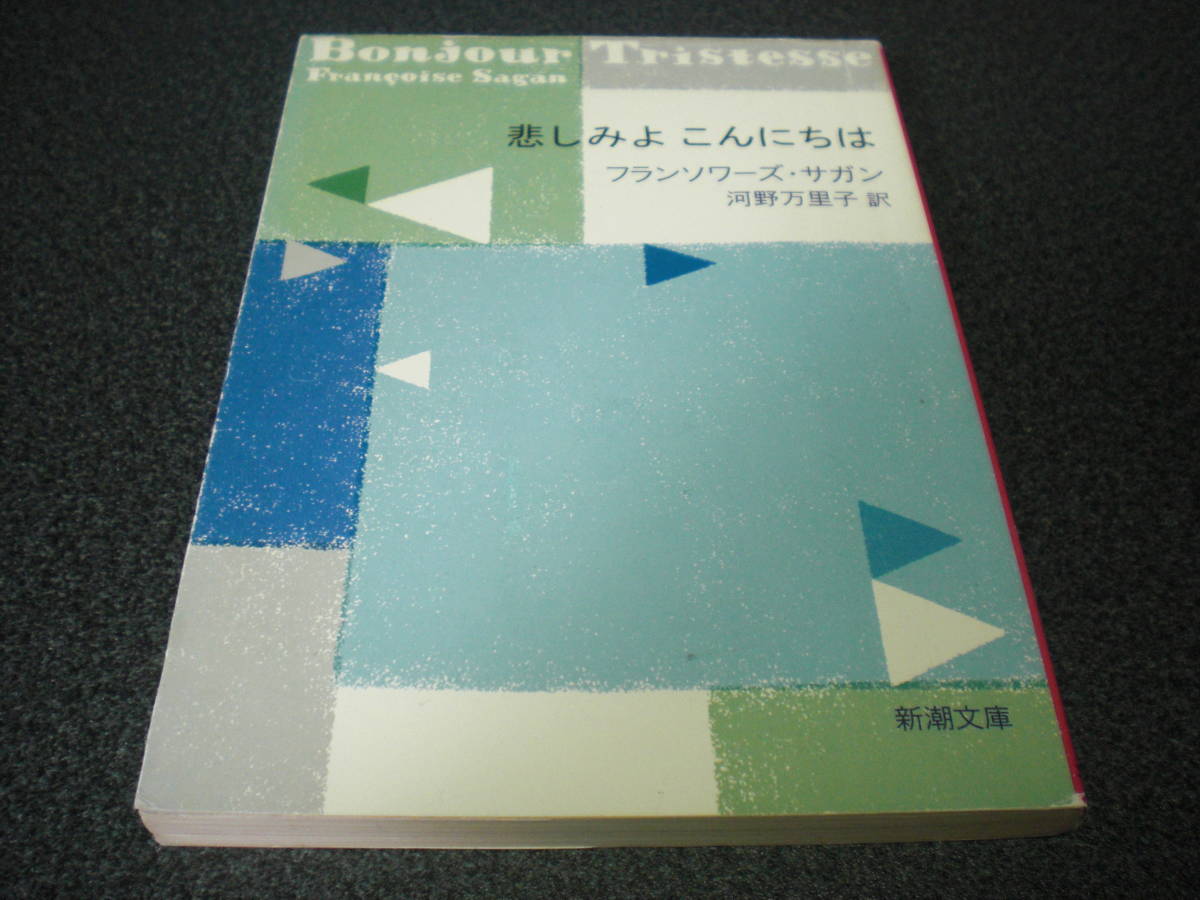 Bonjour Tristesse
Françoise Sagan
悲しみよ こんにちは
フランソワーズ・サガン
河野万里子 訳
新潮文庫